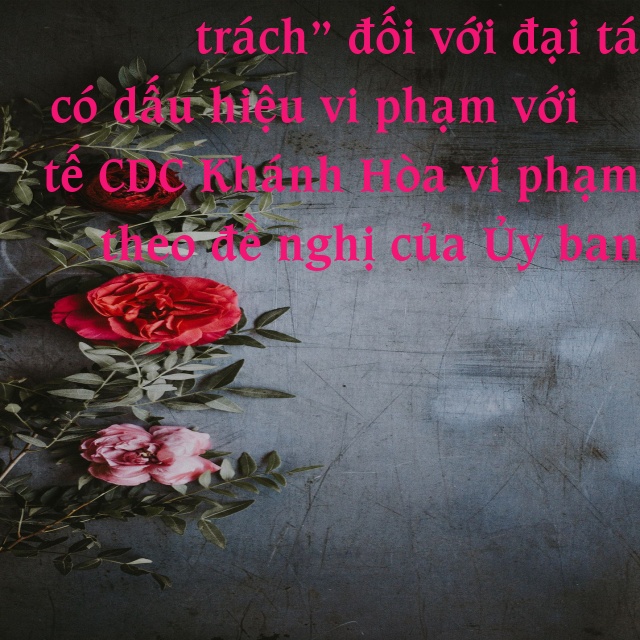 trách” đối với đại tá
có dấu hiệu vi phạm với
tế CDC Khánh Hòa vi phạm
theo đề nghị của Ủy ban